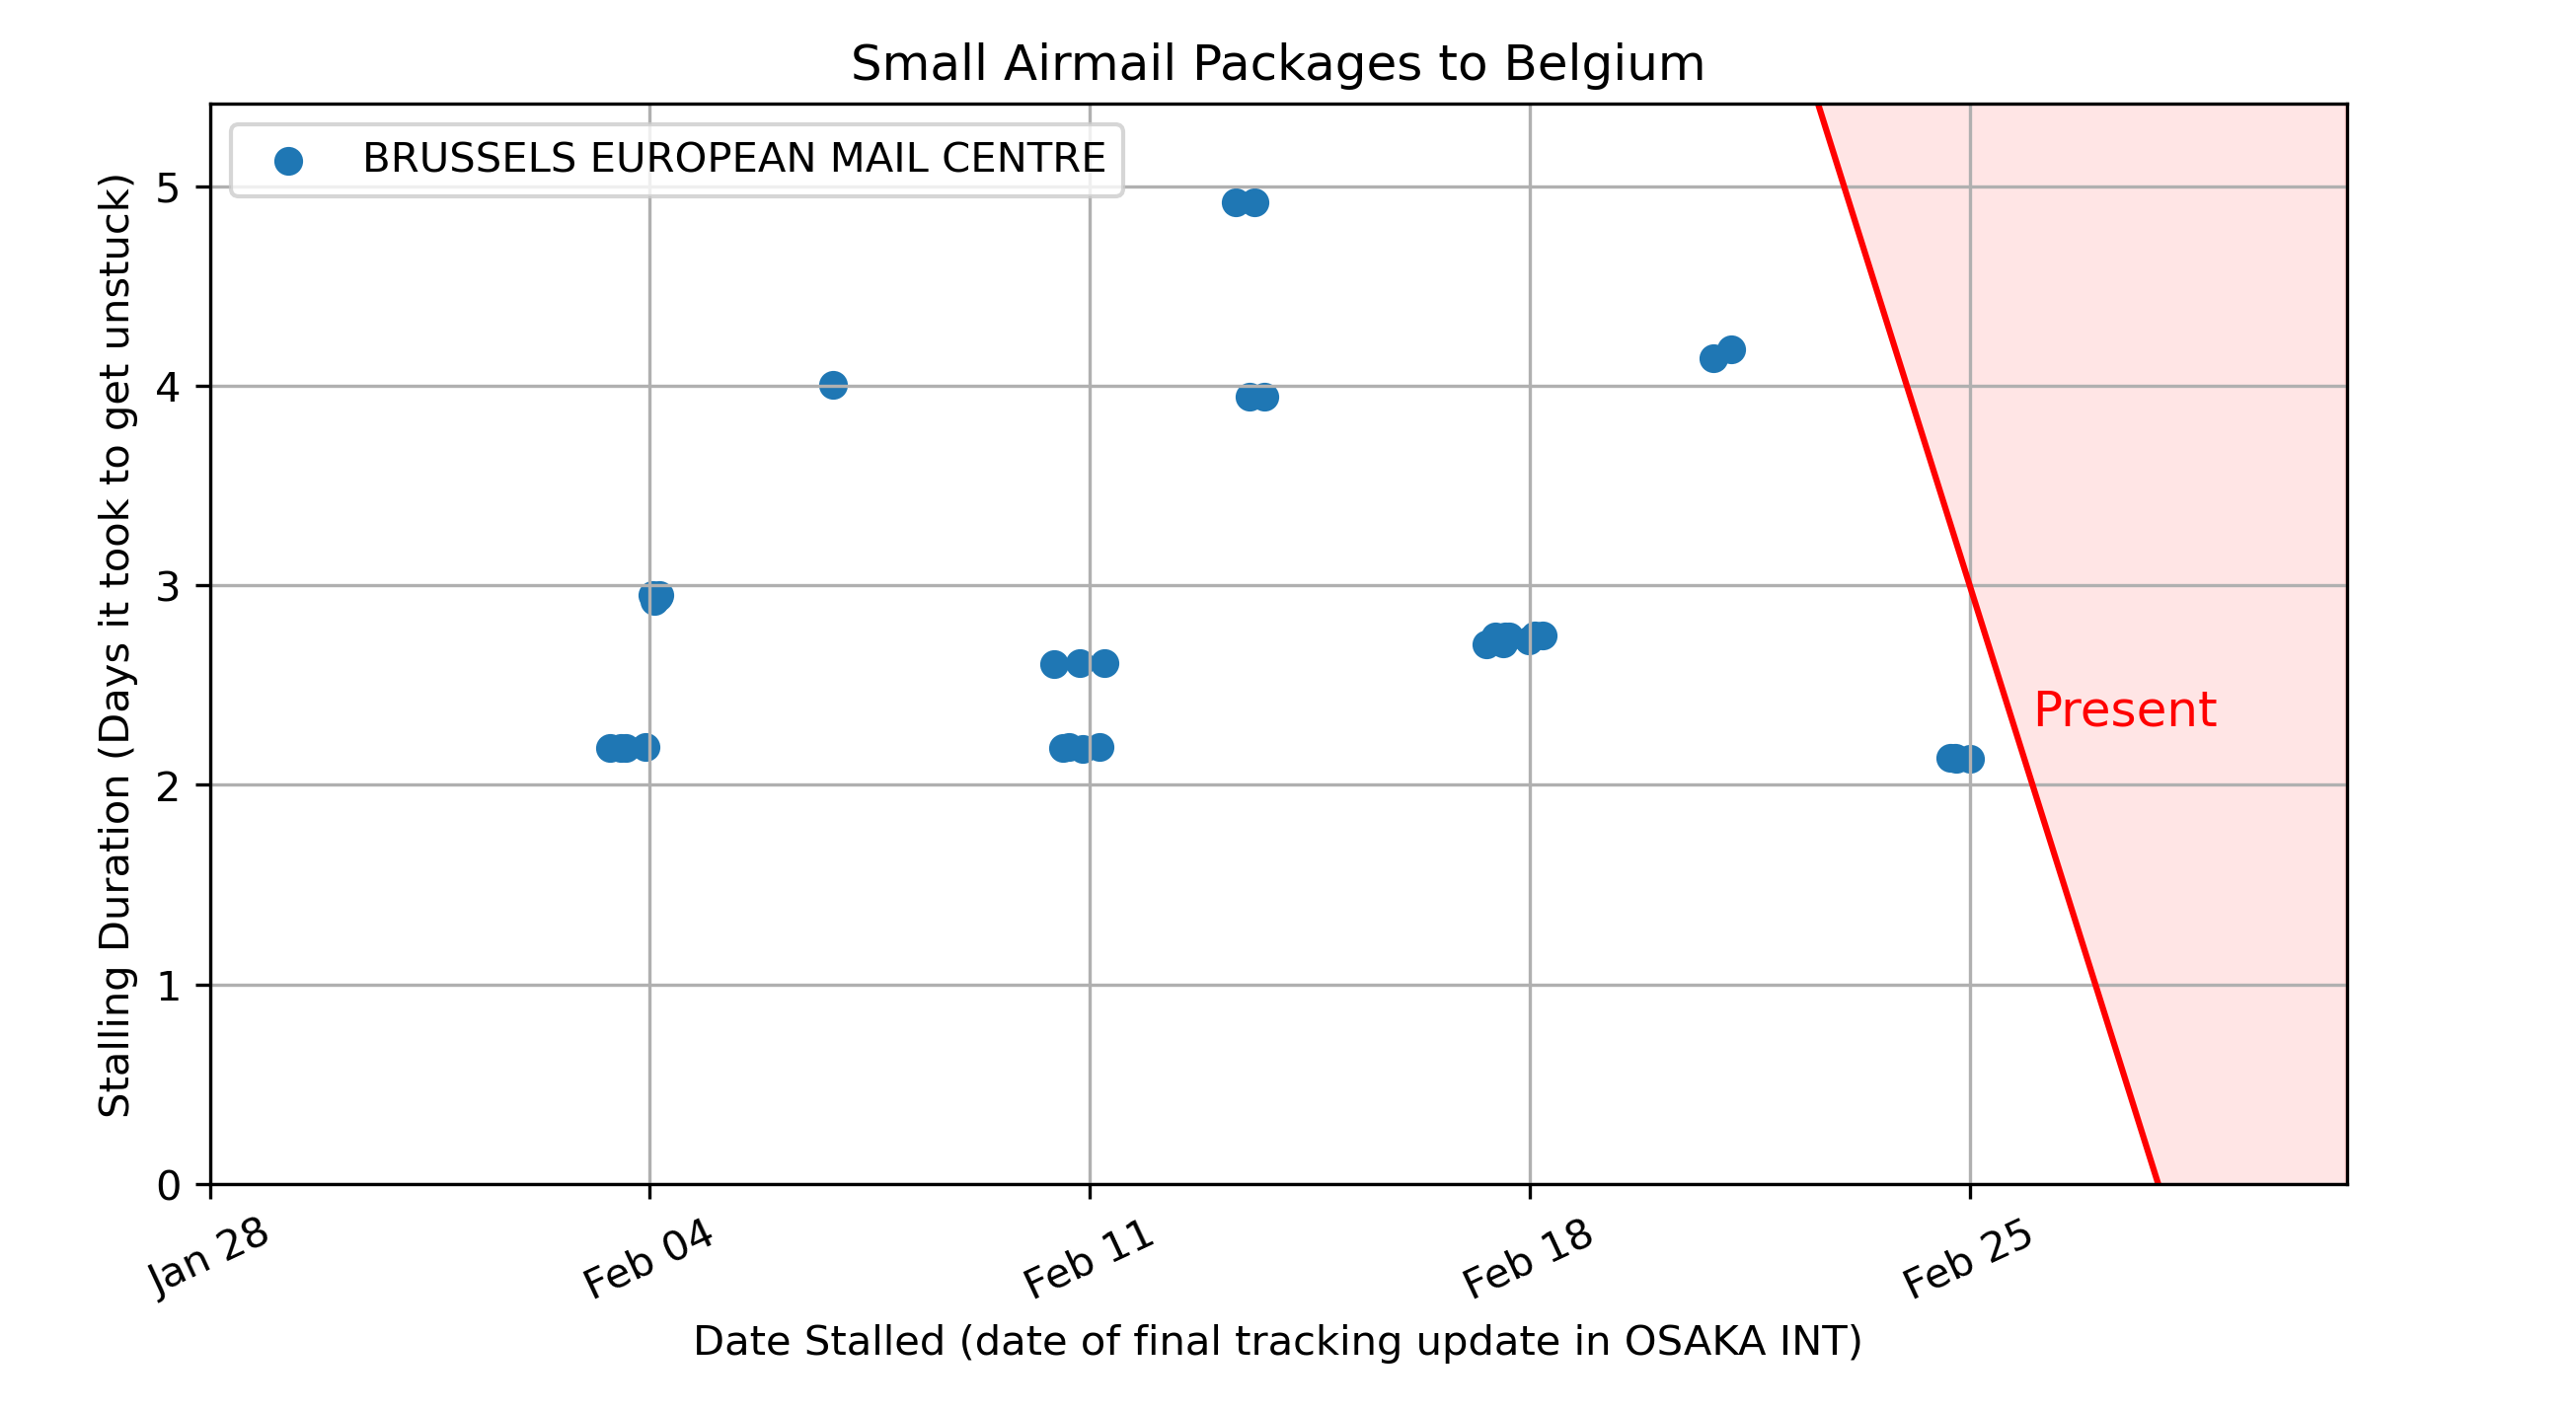 Small Airmail Packages to Belgium
BRUSSELS EUROPEAN MAIL CENTRE
Stalling Duration (Days it took to get unstuck)
5
4
3
2
1
0
Present
Jan 28
Feb 04
Feb 11
Feb 18
Feb 25
Date Stalled (date of final tracking update in OSAKA INT)